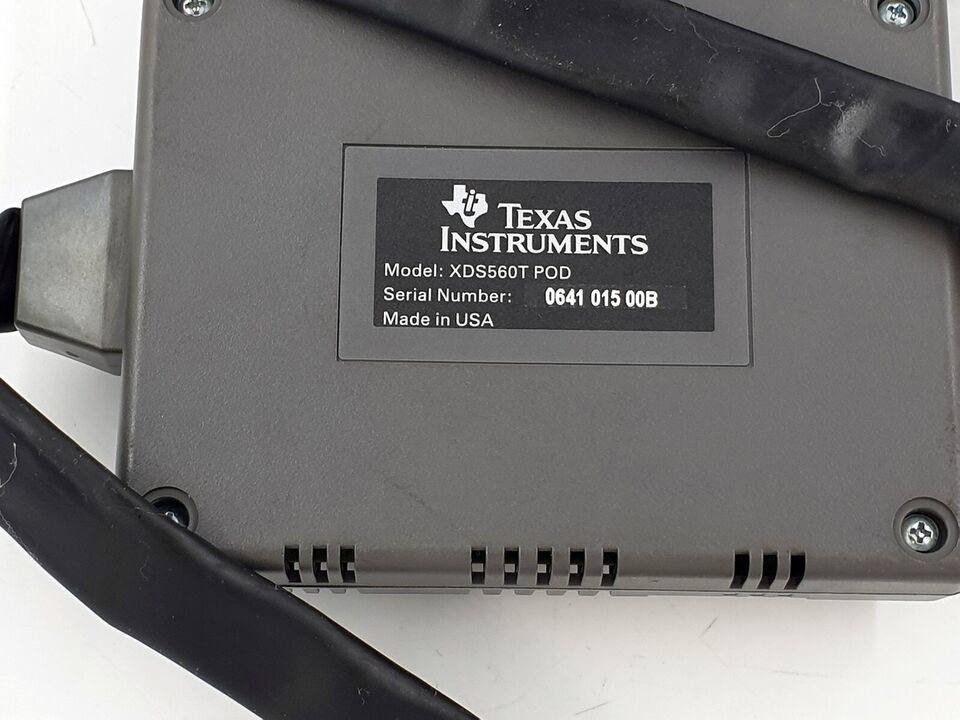 TEXAS
INSTRUMENTS
Model: XDS560T POD
Serial Number: 0641 015 00B
Made in USA